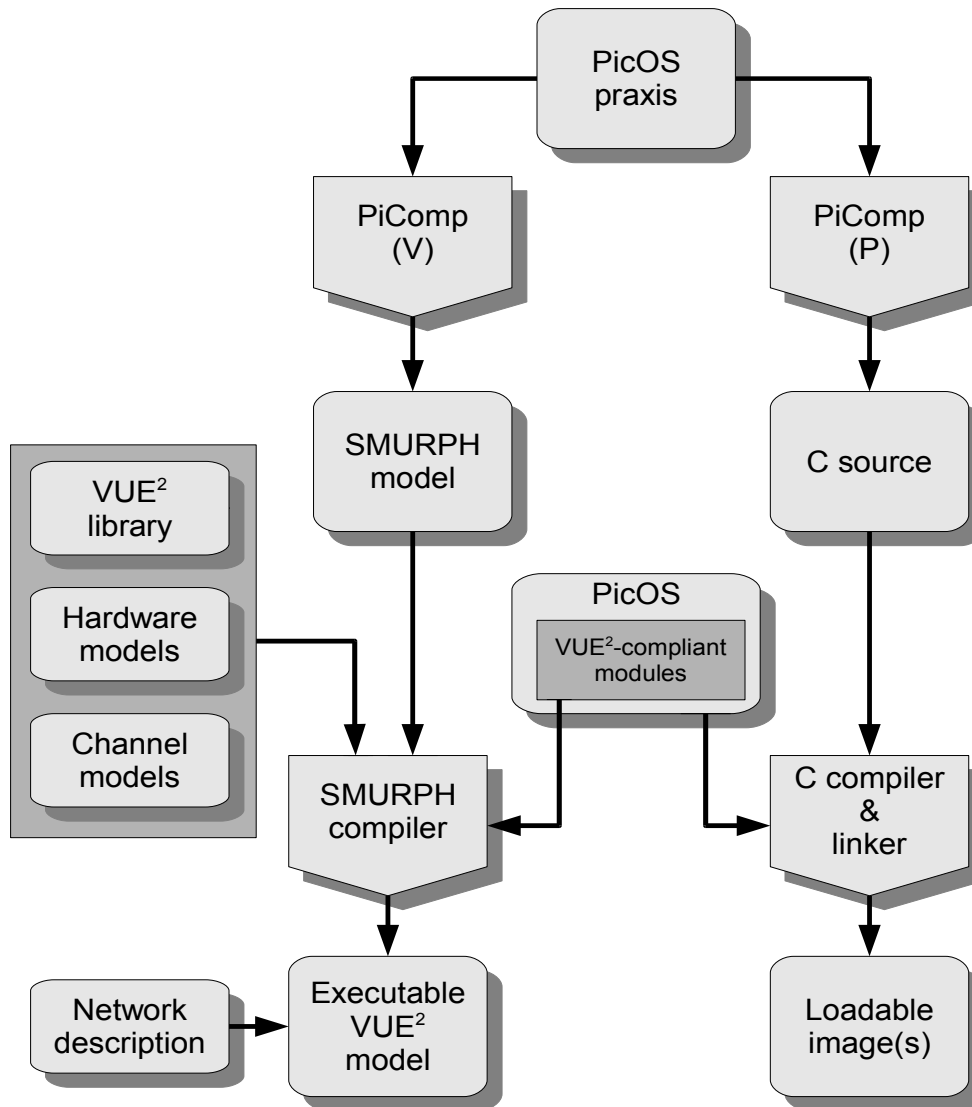 PicOS
praxis
PiComp
(V)
PiComp
(P)
SMURPH
model
C source
VUE²
library
Hardware
models
Channel
models
PicOS
VUE²-compliant
modules
SMURPH
compiler
C compiler
&
linker
Network
description
Executable
VUE²
model
Loadable
image(s)